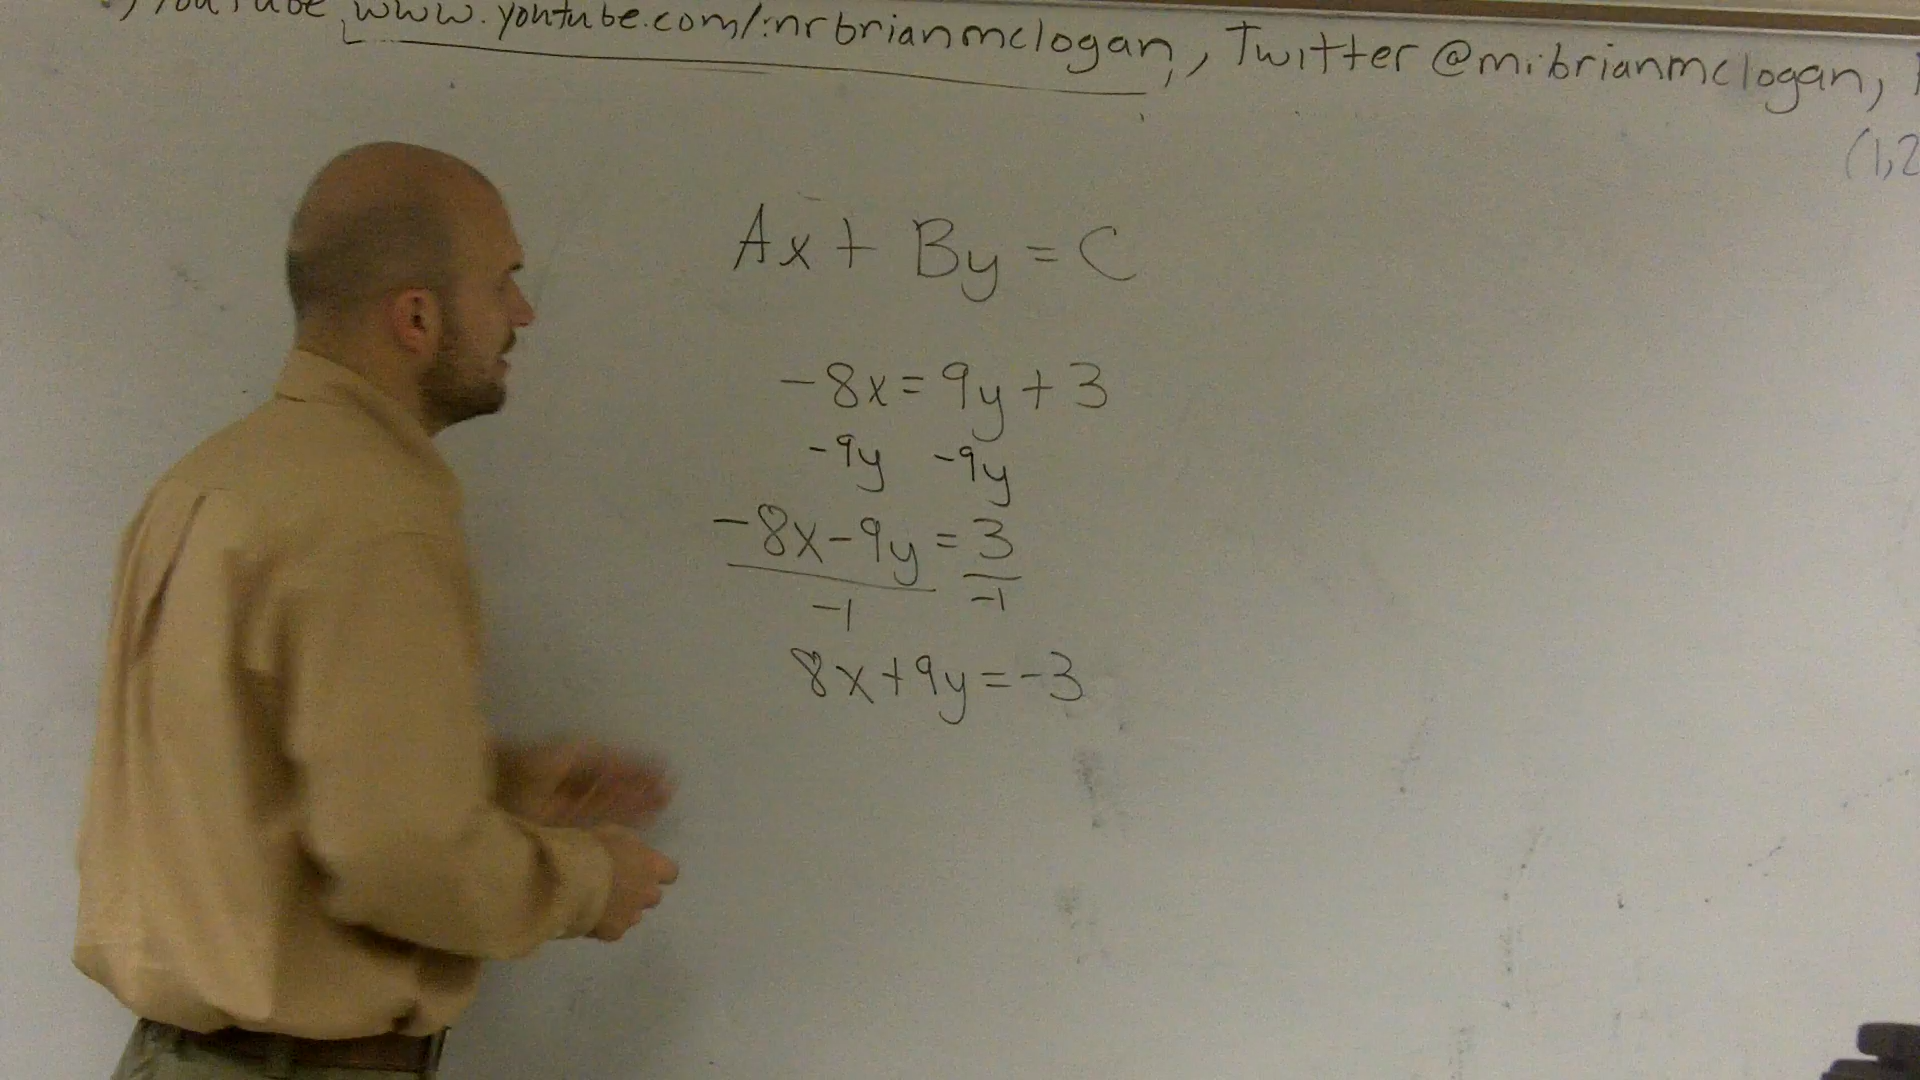 YouTube www.youtube.com/mrbrianmclogan, Twitter @mrbrianmclogan,
(1,2
Ax + By = C
-8x = 9y + 3
-9y -9y
-8x - 9y = 3
-1 -1
8x + 9y = -3